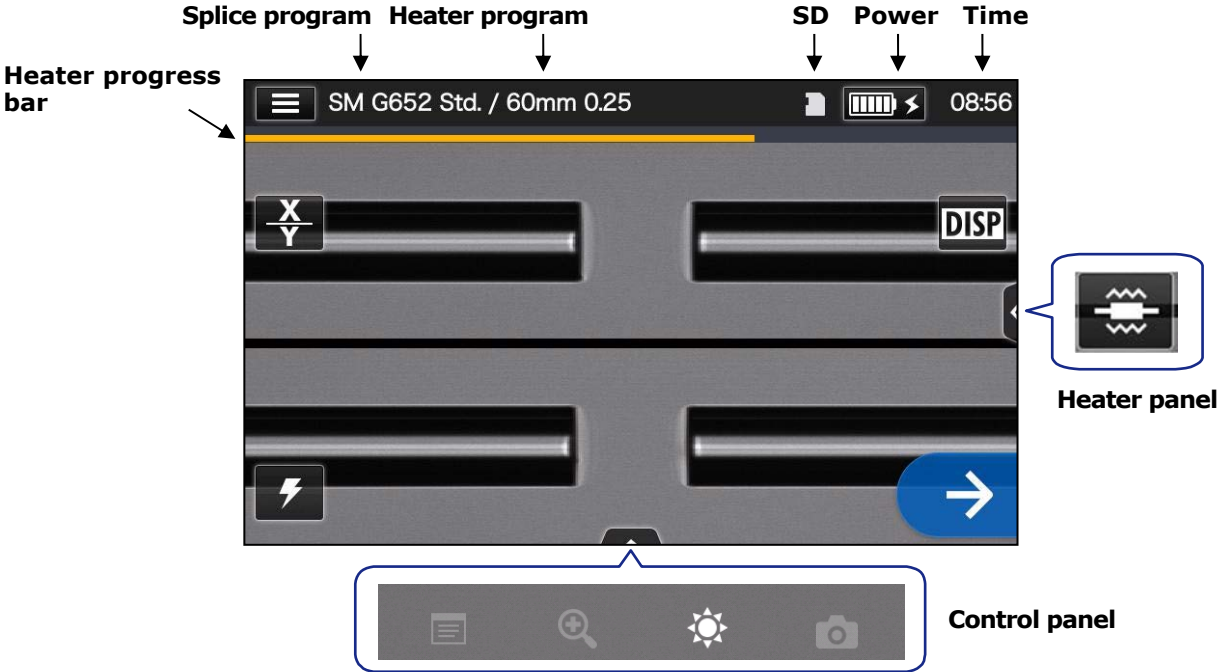 Splice program Heater program SD Power Time
Heater progress
bar
SM G652 Std. / 60mm 0.25 08:56
X
Y
DISP
Heater panel
Control panel